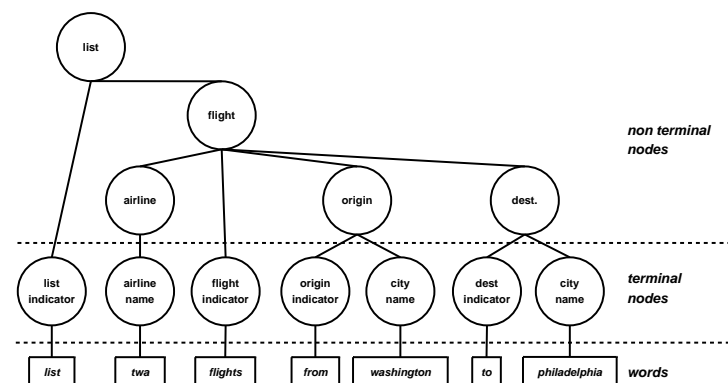 list
flight
non terminal
nodes
airline
origin
dest.
list
indicator
airline
name
flight
indicator
origin
indicator
city
name
dest
indicator
city
name
terminal
nodes
list
twa
flights
from
washington
to
philadelphia
words